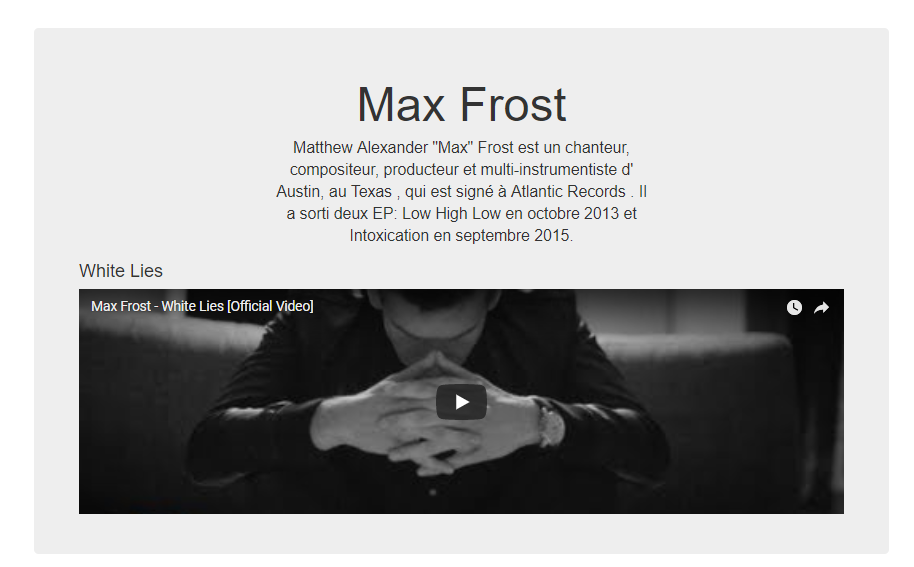 Max Frost
Matthew Alexander "Max" Frost est un chanteur,
compositeur, producteur et multi-instrumentiste d'
Austin, au Texas , qui est signé à Atlantic Records . Il
a sorti deux EP: Low High Low en octobre 2013 et
Intoxication en septembre 2015.
White Lies
Max Frost - White Lies [Official Video]